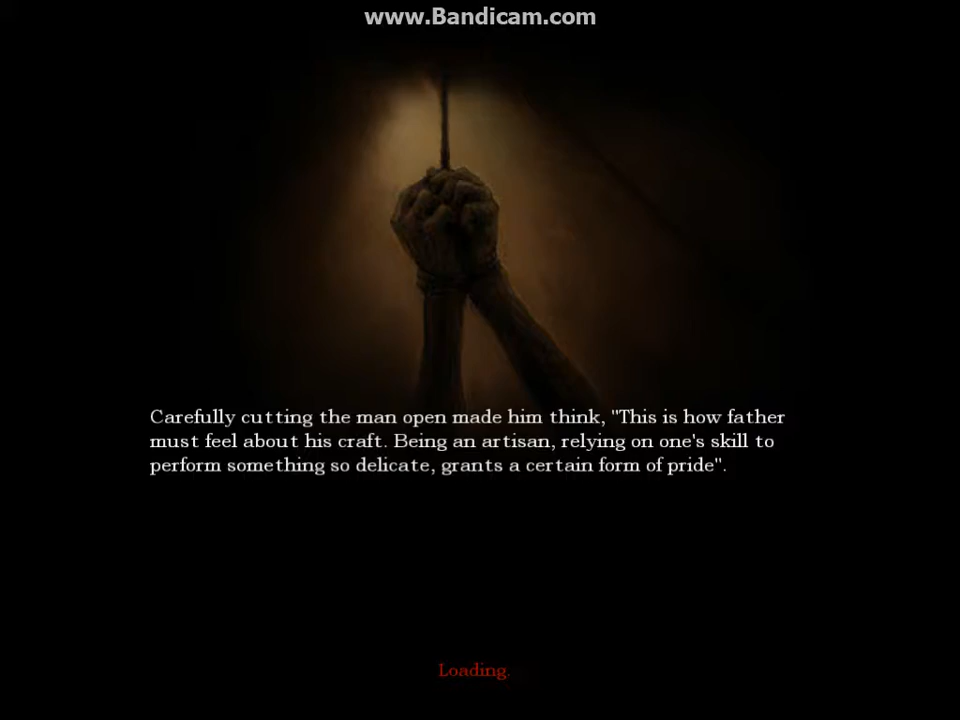 www.Bandicam.com
Carefully cutting the man open made him think, "This is how father
must feel about his craft. Being an artisan, relying on one's skill to
perform something so delicate, grants a certain form of pride".
Loading.